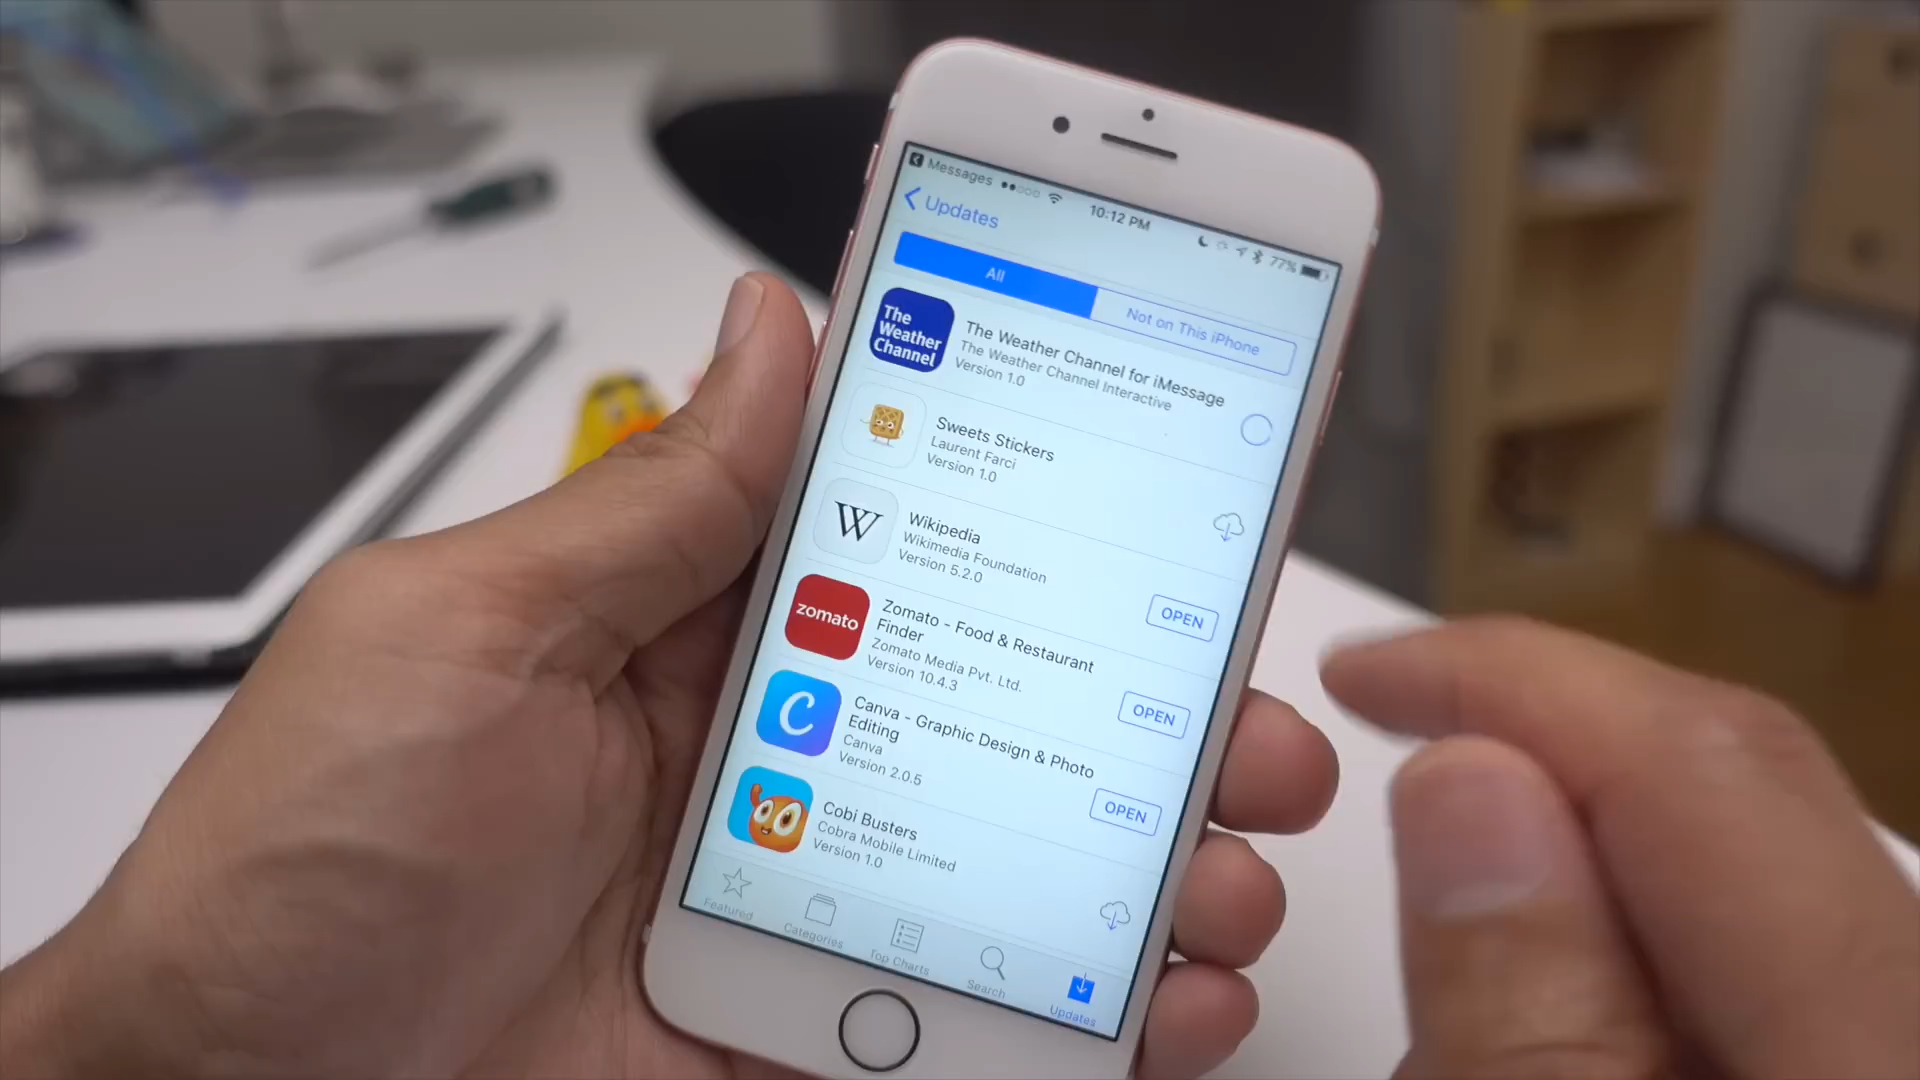 Messages
10:12 PM
77%
Updates
All
Not on This iPhone
The
Weather
Channel
The Weather Channel for iMessage
The Weather Channel Interactive
Version 1.0
Sweets Stickers
Laurent Farci
Version 1.0
W
Wikipedia
Wikimedia Foundation
Version 5.2.0
OPEN
zomato
Zomato - Food & Restaurant
Finder
Zomato Media Pvt. Ltd.
Version 10.4.3
OPEN
C
Canva - Graphic Design & Photo
Editing
Canva
Version 2.0.5
OPEN
Cobi Busters
Cobra Mobile Limited
Version 1.0
Featured
Categories
Top Charts
Search
Updates